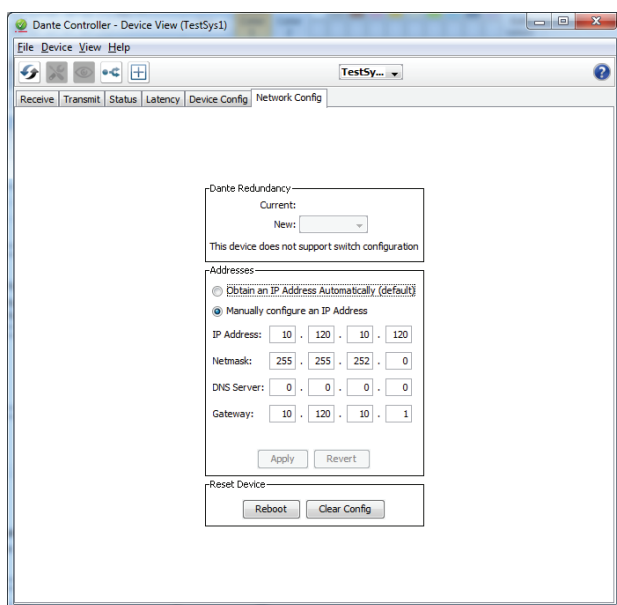 Dante Controller - Device View (TestSys1)
File Device View Help
TestSy...
Receive Transmit Status Latency Device Config Network Config
Dante Redundancy
Current:
New:
This device does not support switch configuration
Addresses
Obtain an IP Address Automatically (default)
Manually configure an IP Address
IP Address: 10 . 120 . 10 . 120
Netmask: 255 . 255 . 252 . 0
DNS Server: 0 . 0 . 0 . 0
Gateway: 10 . 120 . 10 . 1
Apply Revert
Reset Device
Reboot Clear Config